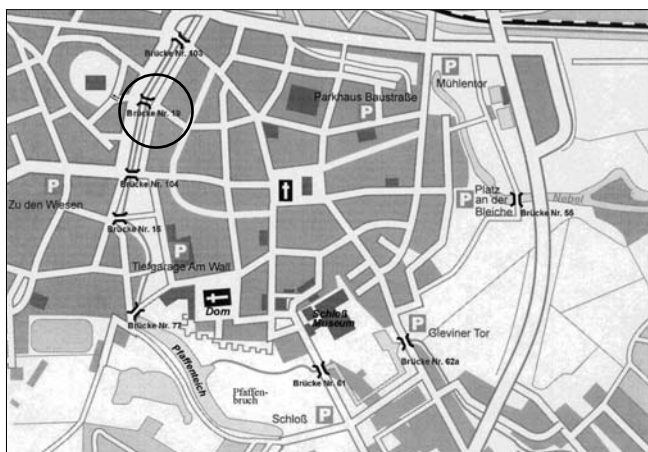 Brücke Nr. 103
P
Mühlentor
P
Parkhaus Baustraße
P
Brücke Nr. 19
Brücke Nr. 104
P
Zu den Wiesen
P
Platz
an der
Bleiche
Nebel
Brücke Nr. 55
Brücke Nr. 15
P
Tiefgarage Am Wall
Dom
Schloß
Museum
P
Gleviner Tor
Brücke Nr. 77
Brücke Nr. 62a
Pfaffenteich
Brücke Nr. 61
Pfaffen-
bruch
Schloß
P